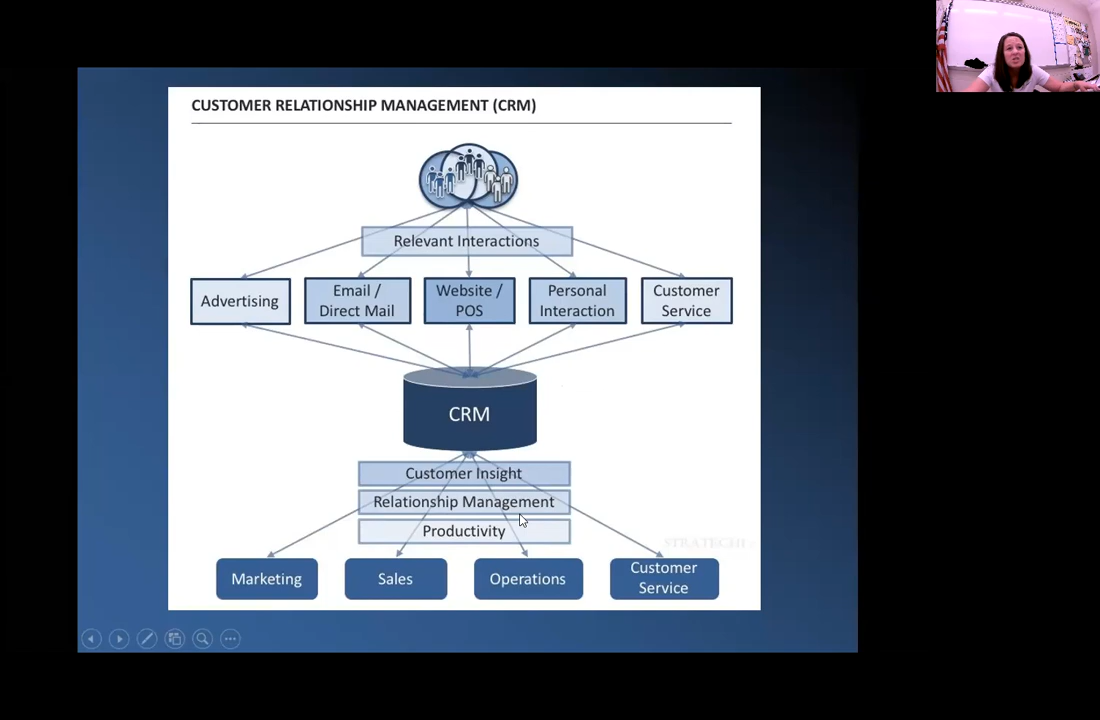 CUSTOMER RELATIONSHIP MANAGEMENT (CRM)
Relevant Interactions
Advertising
Email /
Direct Mail
Website /
POS
Personal
Interaction
Customer
Service
CRM
Customer Insight
Relationship Management
Productivity
STRATECHI
Marketing
Sales
Operations
Customer
Service